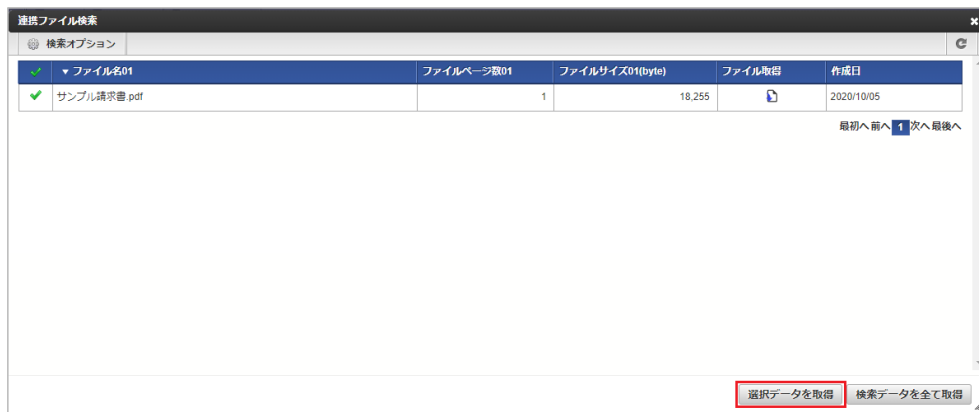 連携ファイル検索
検索オプション
▼ ファイル名01 ファイルページ数01 ファイルサイズ01(byte) ファイル取得 作成日
サンプル請求書.pdf 1 18,255 2020/10/05
最初へ 前へ 1 次へ 最後へ
選択データを取得 検索データを全て取得